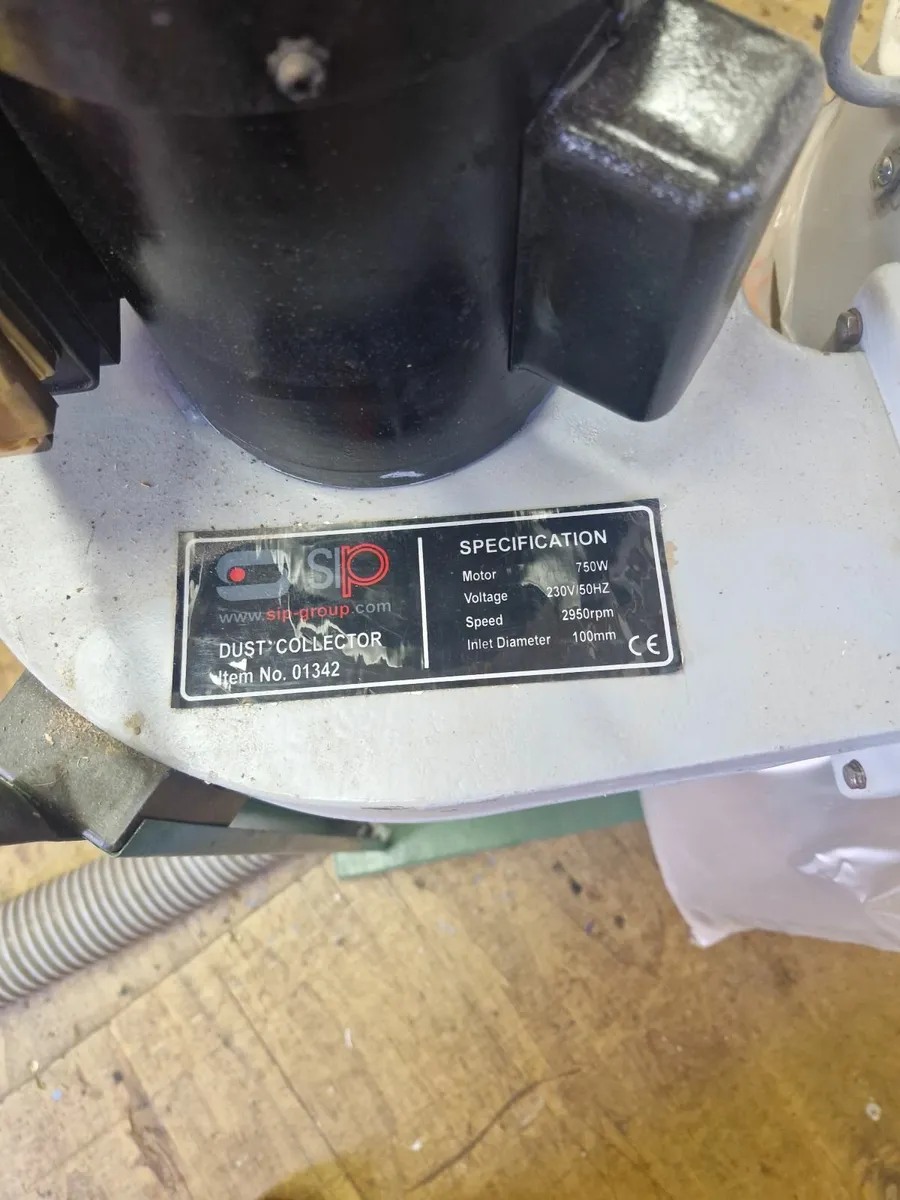 SIP
www.sip-group.com
DUST COLLECTOR
Item No. 01342
SPECIFICATION
Motor 750W
Voltage 230V/50HZ
Speed 2950rpm
Inlet Diameter 100mm
CE